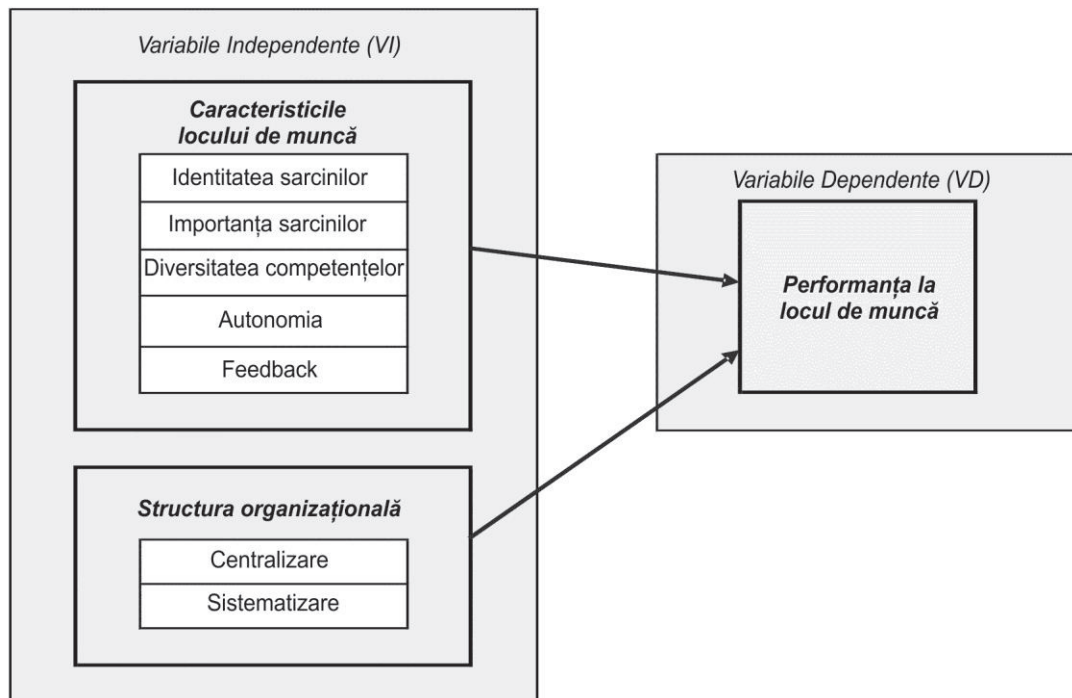 Variabile Independente (VI)
Caracteristicile
locului de muncă
Identitatea sarcinilor
Importanța sarcinilor
Diversitatea competențelor
Autonomia
Feedback
Structura organizațională
Centralizare
Sistematizare
Variabile Dependente (VD)
Performanța la
locul de muncă